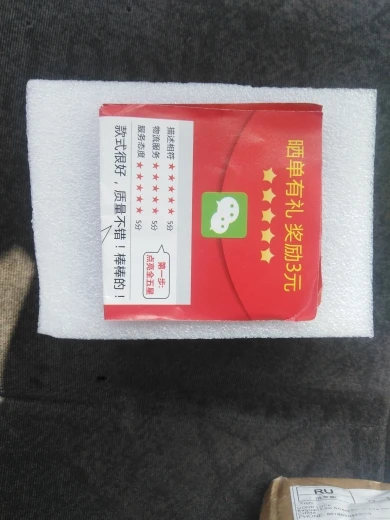 晒单有礼 奖励3元
描述相符 ★★★★★ 5分
物流服务 ★★★★★ 5分
服务态度 ★★★★★ 5分
第一步:
点亮全五星
款式很好，质量不错！棒棒的！
RU